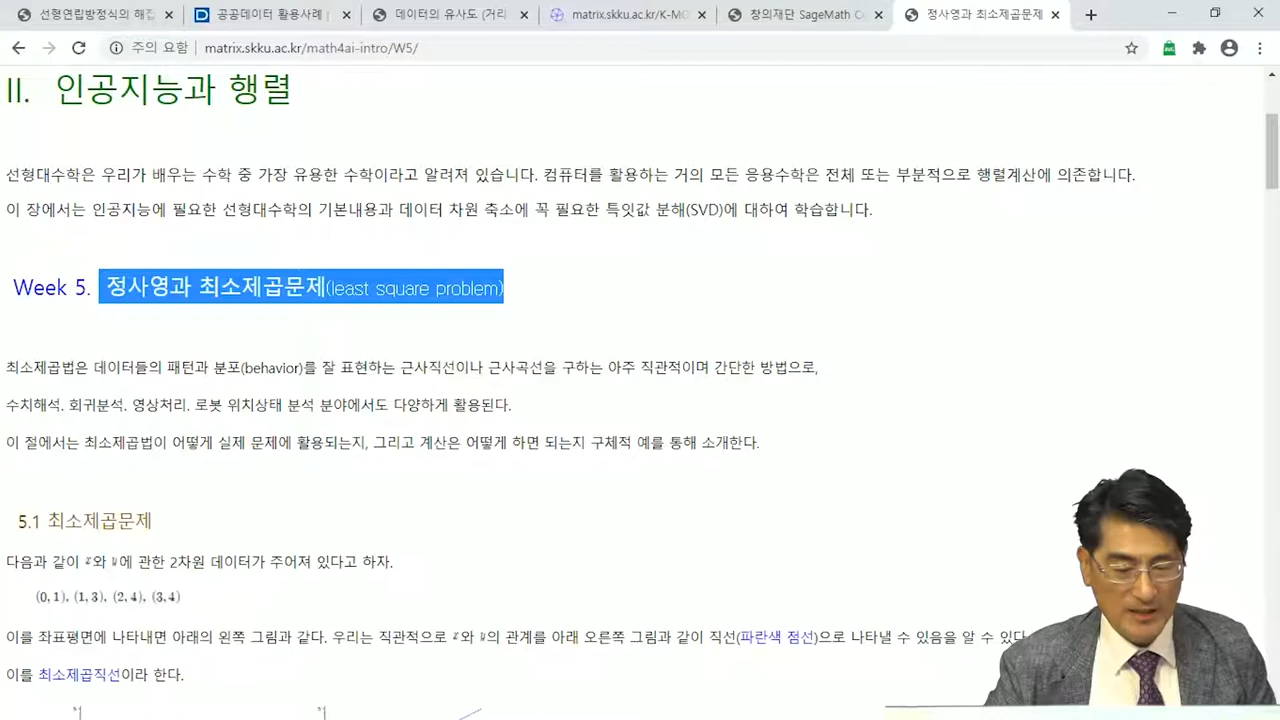 선형연립방정식의 해집
공공데이터 활용사례
데이터의 유사도 (거리
matrix.skku.ac.kr/K-MO
창의재단 SageMath C
정사영과 최소제곱문제
주의 요함 | matrix.skku.ac.kr/math4ai-intro/W5/
II. 인공지능과 행렬
선형대수학은 우리가 배우는 수학 중 가장 유용한 수학이라고 알려져 있습니다. 컴퓨터를 활용하는 거의 모든 응용수학은 전체 또는 부분적으로 행렬계산에 의존합니다.
이 장에서는 인공지능에 필요한 선형대수학의 기본내용과 데이터 차원 축소에 꼭 필요한 특잇값 분해(SVD)에 대하여 학습합니다.
Week 5. 정사영과 최소제곱문제(least square problem)
최소제곱법은 데이터들의 패턴과 분포(behavior)를 잘 표현하는 근사직선이나 근사곡선을 구하는 아주 직관적이며 간단한 방법으로,
수치해석. 회귀분석. 영상처리. 로봇 위치상태 분석 분야에서도 다양하게 활용된다.
이 절에서는 최소제곱법이 어떻게 실제 문제에 활용되는지, 그리고 계산은 어떻게 하면 되는지 구체적 예를 통해 소개한다.
5.1 최소제곱문제
다음과 같이 x와 y에 관한 2차원 데이터가 주어져 있다고 하자.
(0,1), (1,3), (2,4), (3,4)
이를 좌표평면에 나타내면 아래의 왼쪽 그림과 같다. 우리는 직관적으로 x와 y의 관계를 아래 오른쪽 그림과 같이 직선(파란색 점선)으로 나타낼 수 있음을 알 수 있다
이를 최소제곱직선이라 한다.